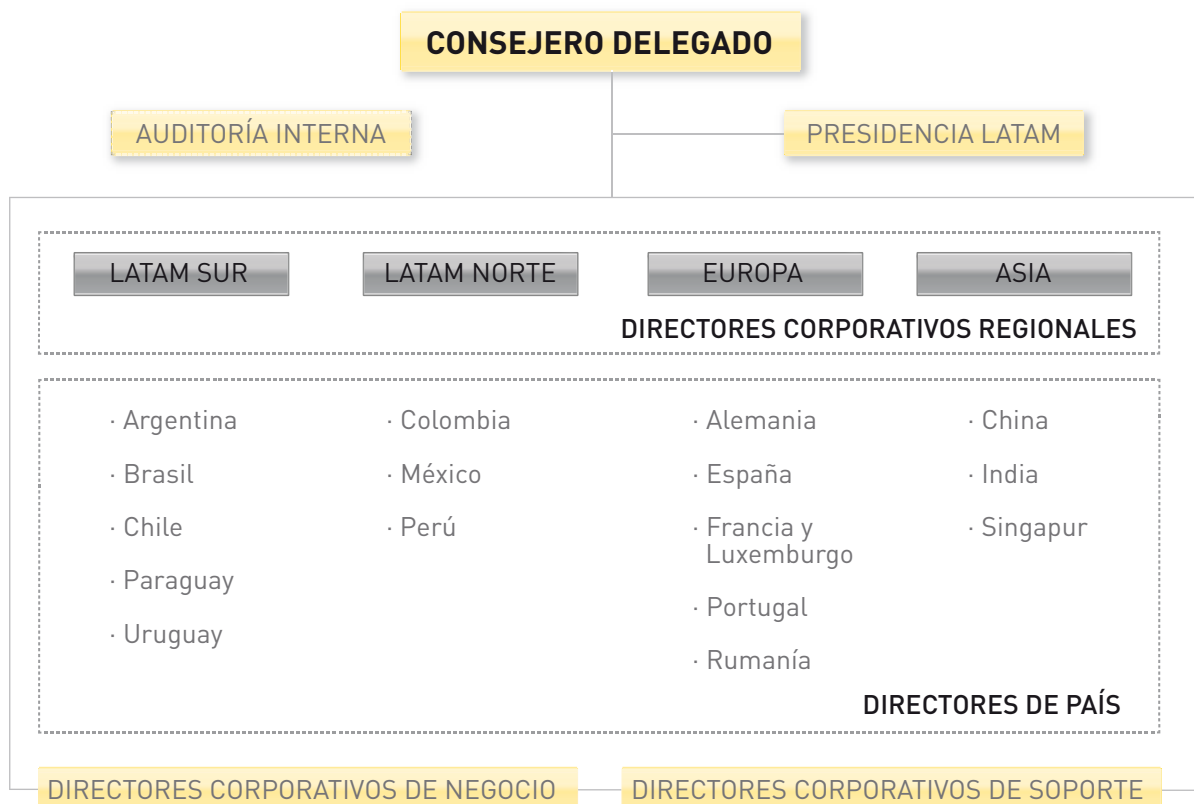 CONSEJERO DELEGADO
AUDITORÍA INTERNA
PRESIDENCIA LATAM
LATAM SUR
LATAM NORTE
EUROPA
ASIA
DIRECTORES CORPORATIVOS REGIONALES
· Argentina
· Brasil
· Chile
· Paraguay
· Uruguay
· Colombia
· México
· Perú
· Alemania
· España
· Francia y
Luxemburgo
· Portugal
· Rumanía
· China
· India
· Singapur
DIRECTORES DE PAÍS
DIRECTORES CORPORATIVOS DE NEGOCIO
DIRECTORES CORPORATIVOS DE SOPORTE